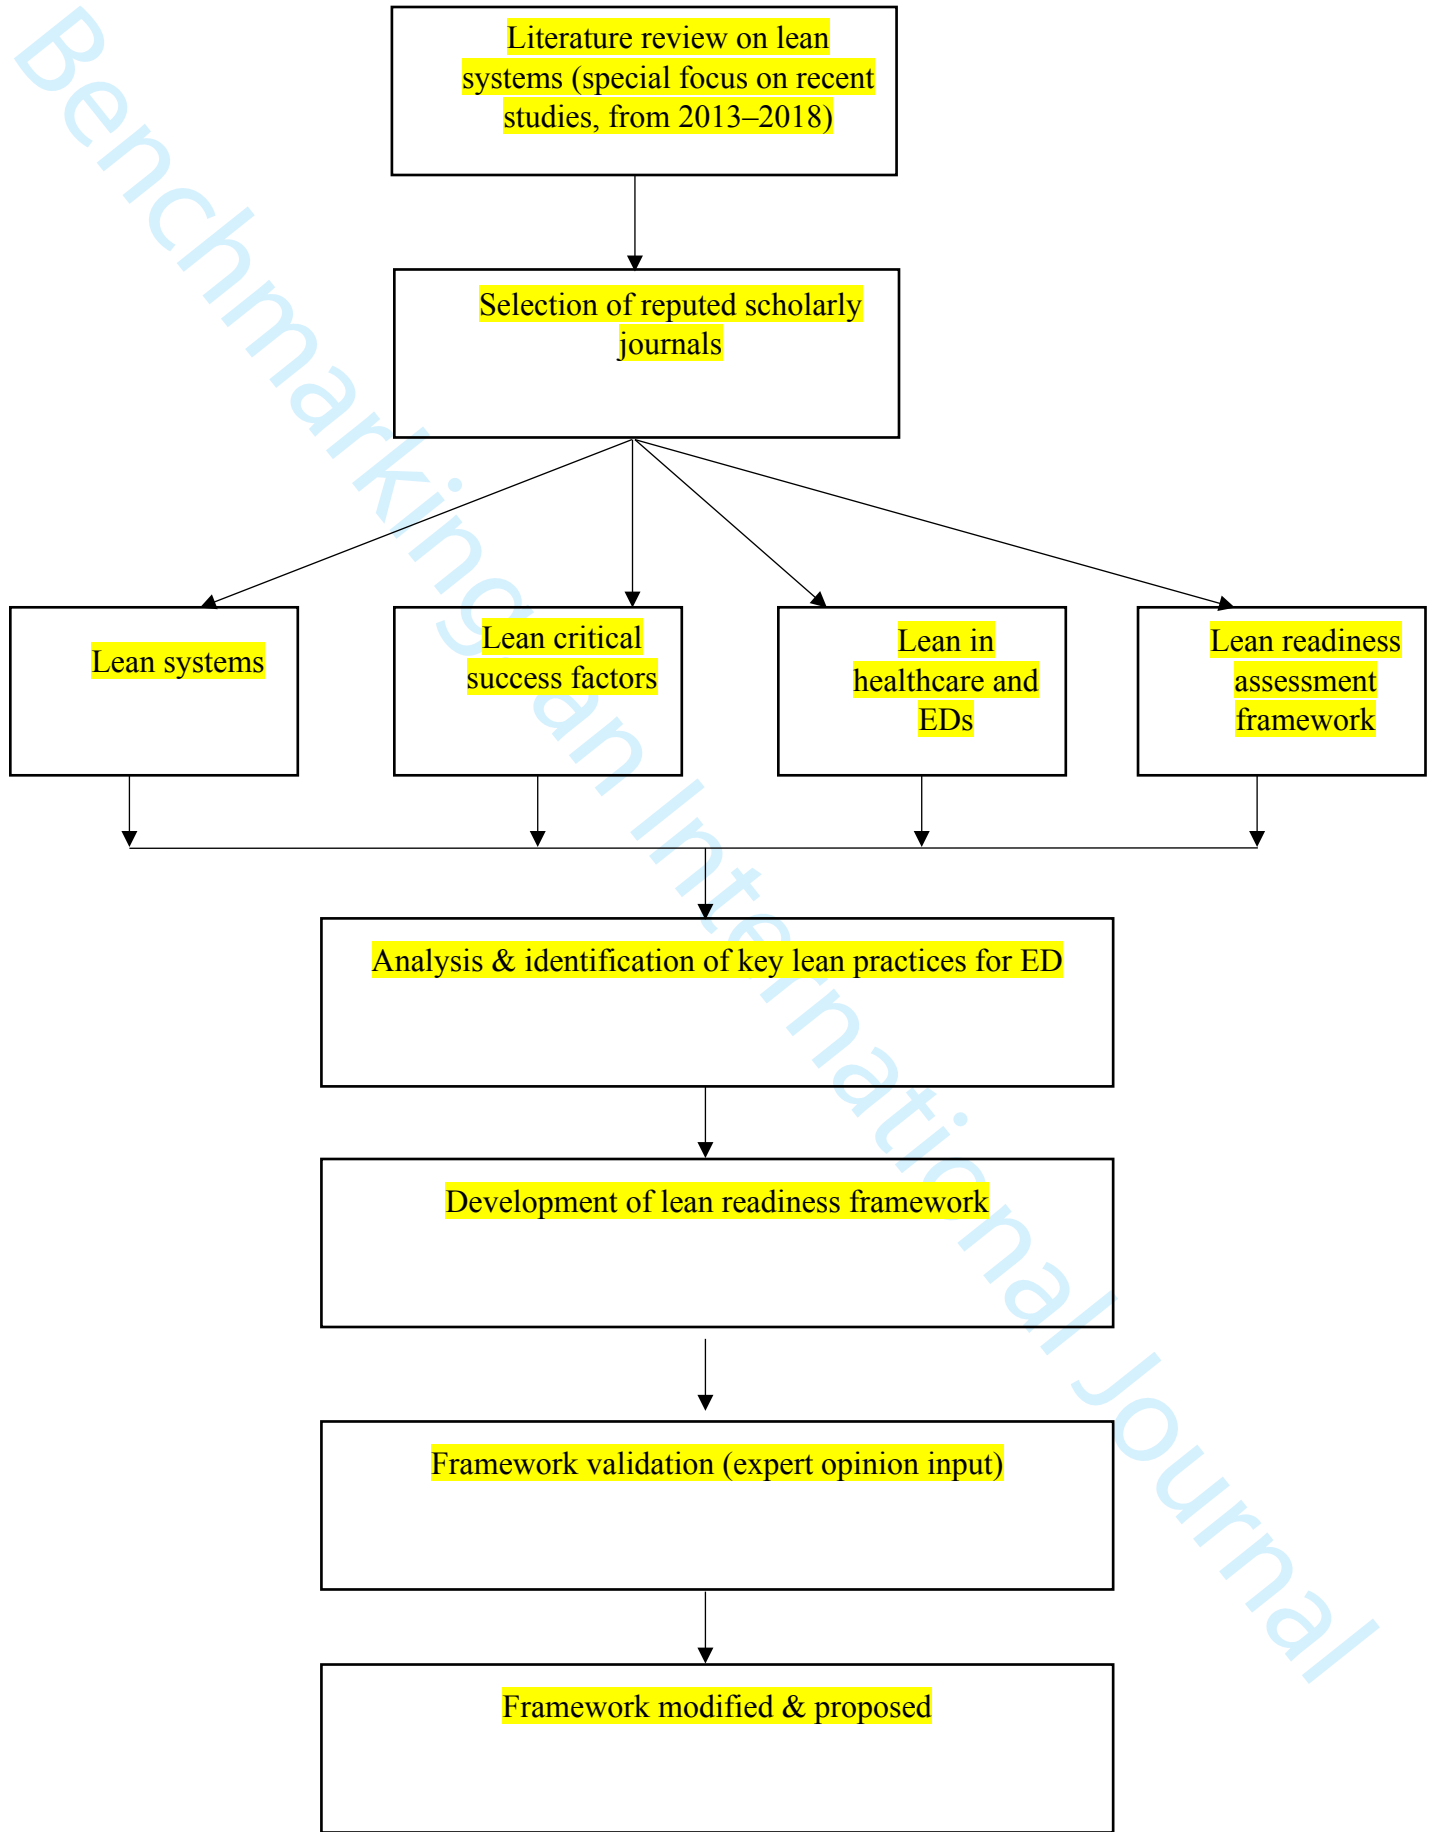 Literature review on lean
systems (special focus on recent
studies, from 2013–2018)
Selection of reputed scholarly
journals
Lean systems
Lean critical
success factors
Lean in
healthcare and
EDs
Lean readiness
assessment
framework
Analysis & identification of key lean practices for ED
Development of lean readiness framework
Framework validation (expert opinion input)
Framework modified & proposed
Benchmarking: an International Journal